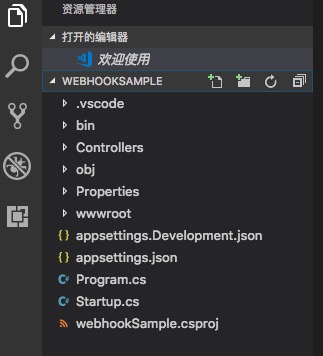 资源管理器
打开的编辑器
欢迎使用
WEBHOOKSAMPLE
.vscode
bin
Controllers
obj
Properties
wwwroot
{} appsettings.Development.json
{} appsettings.json
C# Program.cs
C# Startup.cs
webhookSample.csproj